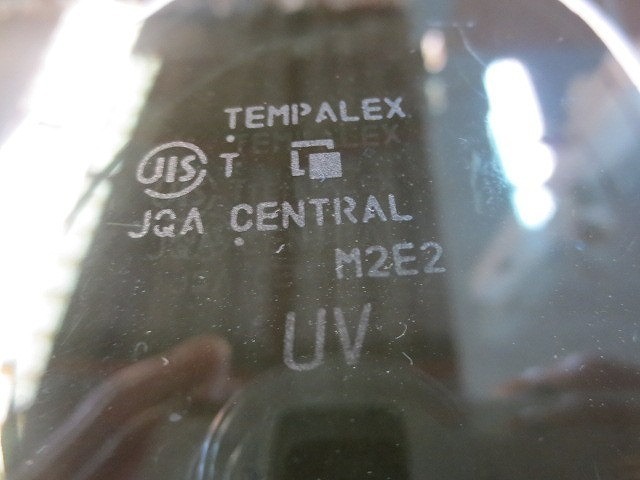 TEMPALEX
JIS T
JQA CENTRAL
M2E2
UV